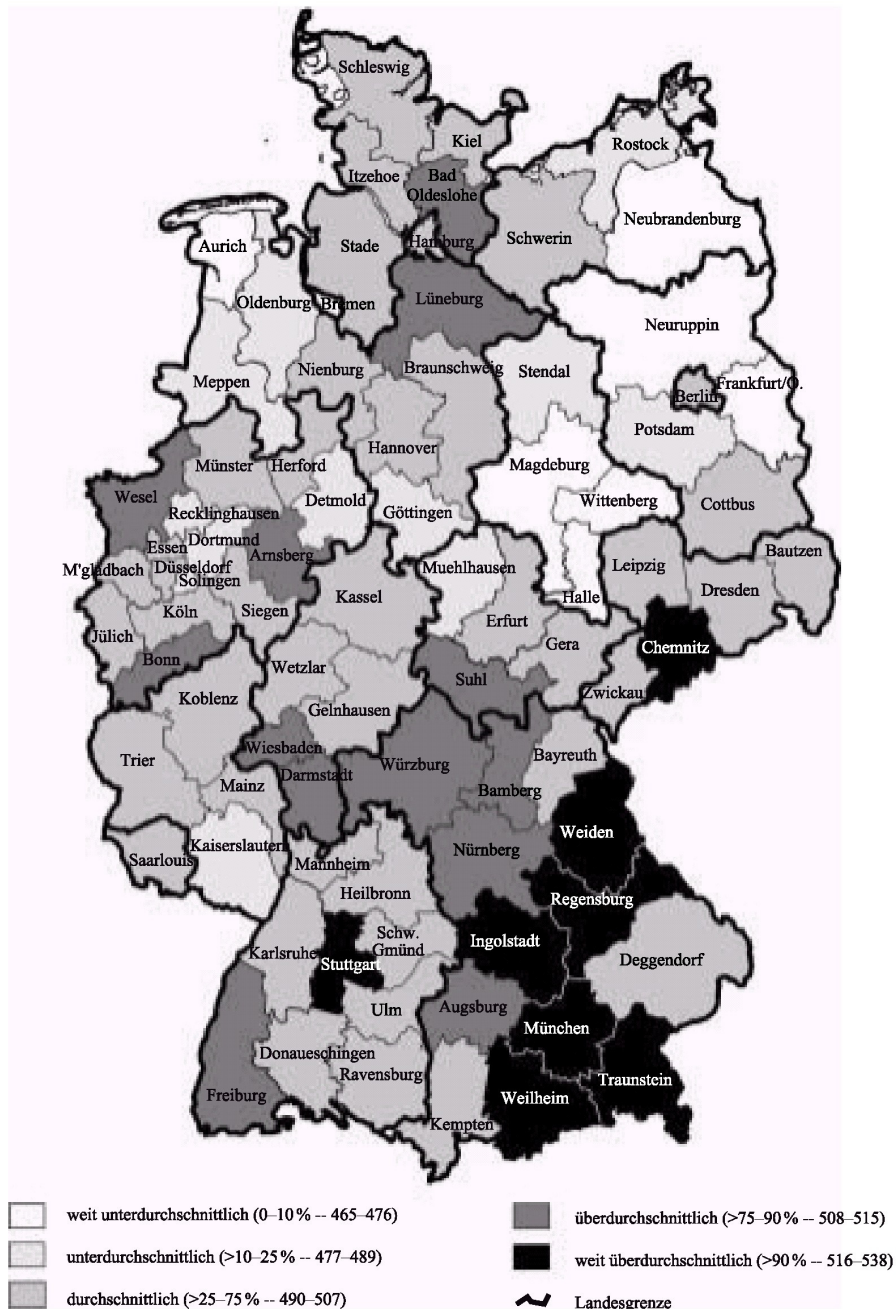 Schleswig
Kiel
Rostock
Itzehoe
Bad
Oldeslohe
Neubrandenburg
Hamburg
Schwerin
Aurich
Stade
Oldenburg
Bremen
Lüneburg
Neuruppin
Nienburg
Braunschweig
Stendal
Meppen
Berlin
Frankfurt/O.
Potsdam
Hannover
Münster
Herford
Magdeburg
Wesel
Detmold
Wittenberg
Recklinghausen
Göttingen
Cottbus
Dortmund
Essen
Arnsberg
Bautzen
M'gladbach
Düsseldorf
Muehlhausen
Leipzig
Solingen
Kassel
Halle
Dresden
Köln
Siegen
Erfurt
Jülich
Gera
Chemnitz
Bonn
Wetzlar
Suhl
Zwickau
Koblenz
Gelnhausen
Wiesbaden
Bayreuth
Trier
Darmstadt
Würzburg
Mainz
Bamberg
Weiden
Kaiserslautern
Nürnberg
Saarlouis
Mannheim
Heilbronn
Regensburg
Schw.
Gmünd
Ingolstadt
Karlsruhe
Stuttgart
Deggendorf
Ulm
Augsburg
München
Donaueschingen
Ravensburg
Traunstein
Freiburg
Weilheim
Kempten
weit unterdurchschnittlich (0–10 % -- 465–476)
unterdurchschnittlich (>10–25 % -- 477–489)
durchschnittlich (>25–75 % -- 490–507)
überdurchschnittlich (>75–90 % -- 508–515)
weit überdurchschnittlich (>90 % -- 516–538)
Landesgrenze